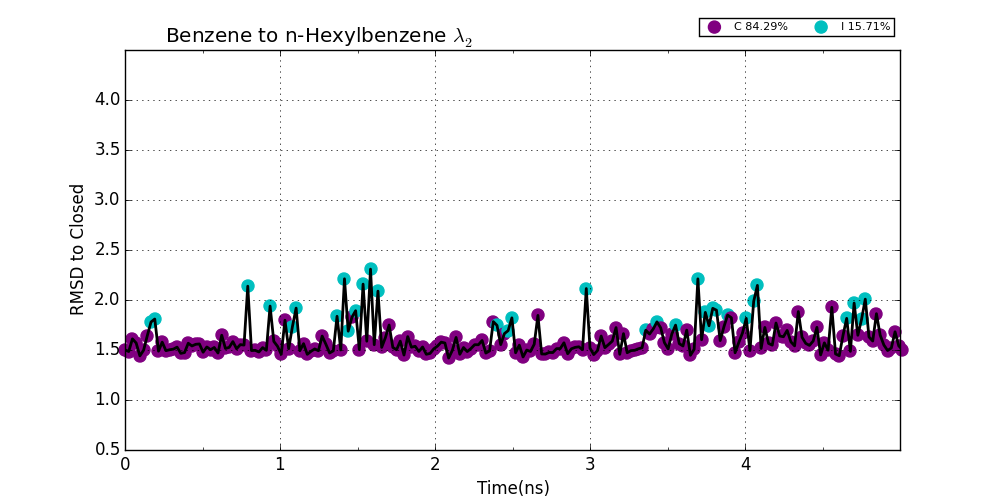 Benzene to n-Hexylbenzene λ₂
C 84.29% I 15.71%
4.0
3.5
3.0
2.5
2.0
1.5
1.0
0.5
RMSD to Closed
0 1 2 3 4
Time(ns)